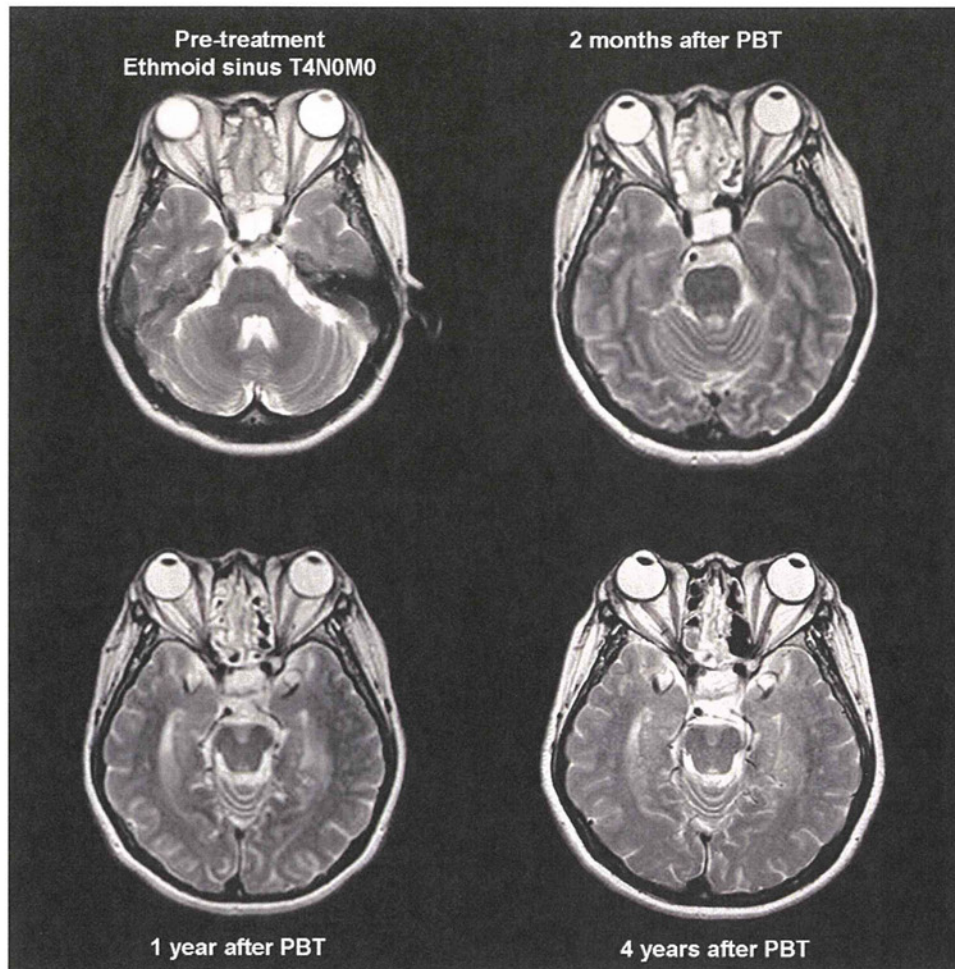 Pre-treatment
Ethmoid sinus T4N0M0
2 months after PBT
1 year after PBT
4 years after PBT